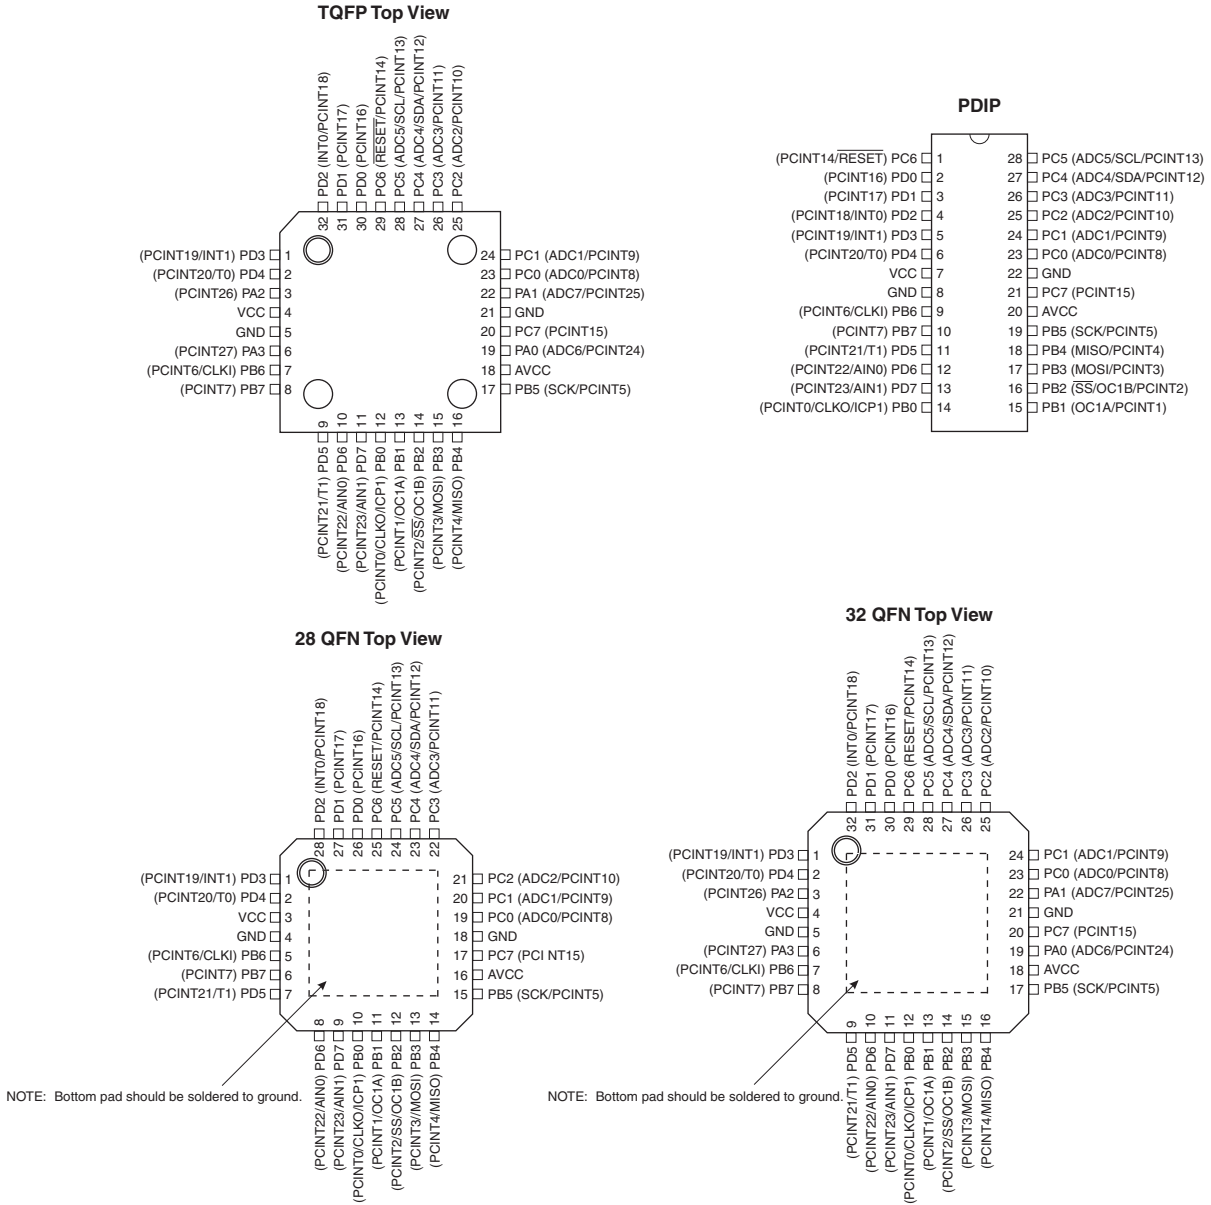 TQFP Top View
PD2 (INT0/PCINT18)
PD1 (PCINT17)
PD0 (PCINT16)
PC6 (RESET/PCINT14)
PC5 (ADC5/SCL/PCINT13)
PC4 (ADC4/SDA/PCINT12)
PC3 (ADC3/PCINT11)
PC2 (ADC2/PCINT10)
32 31 30 29 28 27 26 25
(PCINT19/INT1) PD3 1
(PCINT20/T0) PD4 2
(PCINT26) PA2 3
VCC 4
GND 5
(PCINT27) PA3 6
(PCINT6/CLKI) PB6 7
(PCINT7) PB7 8
24 PC1 (ADC1/PCINT9)
23 PC0 (ADC0/PCINT8)
22 PA1 (ADC7/PCINT25)
21 GND
20 PC7 (PCINT15)
19 PA0 (ADC6/PCINT24)
18 AVCC
17 PB5 (SCK/PCINT5)
9 10 11 12 13 14 15 16
(PCINT21/T1) PD5
(PCINT22/AIN0) PD6
(PCINT23/AIN1) PD7
(PCINT0/CLKO/ICP1) PB0
(PCINT1/OC1A) PB1
(PCINT2/SS/OC1B) PB2
(PCINT3/MOSI) PB3
(PCINT4/MISO) PB4
PDIP
(PCINT14/RESET) PC6 1
(PCINT16) PD0 2
(PCINT17) PD1 3
(PCINT18/INT0) PD2 4
(PCINT19/INT1) PD3 5
(PCINT20/T0) PD4 6
VCC 7
GND 8
(PCINT6/CLKI) PB6 9
(PCINT7) PB7 10
(PCINT21/T1) PD5 11
(PCINT22/AIN0) PD6 12
(PCINT23/AIN1) PD7 13
(PCINT0/CLKO/ICP1) PB0 14
28 PC5 (ADC5/SCL/PCINT13)
27 PC4 (ADC4/SDA/PCINT12)
26 PC3 (ADC3/PCINT11)
25 PC2 (ADC2/PCINT10)
24 PC1 (ADC1/PCINT9)
23 PC0 (ADC0/PCINT8)
22 GND
21 PC7 (PCINT15)
20 AVCC
19 PB5 (SCK/PCINT5)
18 PB4 (MISO/PCINT4)
17 PB3 (MOSI/PCINT3)
16 PB2 (SS/OC1B/PCINT2)
15 PB1 (OC1A/PCINT1)
28 QFN Top View
PD2 (INT0/PCINT18)
PD1 (PCINT17)
PD0 (PCINT16)
PC6 (RESET/PCINT14)
PC5 (ADC5/SCL/PCINT13)
PC4 (ADC4/SDA/PCINT12)
PC3 (ADC3/PCINT11)
28 27 26 25 24 23 22
(PCINT19/INT1) PD3 1
(PCINT20/T0) PD4 2
VCC 3
GND 4
(PCINT6/CLKI) PB6 5
(PCINT7) PB7 6
(PCINT21/T1) PD5 7
21 PC2 (ADC2/PCINT10)
20 PC1 (ADC1/PCINT9)
19 PC0 (ADC0/PCINT8)
18 GND
17 PC7 (PCI NT15)
16 AVCC
15 PB5 (SCK/PCINT5)
8 9 10 11 12 13 14
(PCINT22/AIN0) PD6
(PCINT23/AIN1) PD7
(PCINT0/CLKO/ICP1) PB0
(PCINT1/OC1A) PB1
(PCINT2/SS/OC1B) PB2
(PCINT3//MOSI) PB3
(PCINT4/MISO) PB4
NOTE: Bottom pad should be soldered to ground.
32 QFN Top View
PD2 (INT0/PCINT18)
PD1 (PCINT17)
PD0 (PCINT16)
PC6 (RESET/PCINT14)
PC5 (ADC5/SCL/PCINT13)
PC4 (ADC4/SDA/PCINT12)
PC3 (ADC3/PCINT11)
PC2 (ADC2/PCINT10)
32 31 30 29 28 27 26 25
(PCINT19/INT1) PD3 1
(PCINT20/T0) PD4 2
(PCINT26) PA2 3
VCC 4
GND 5
(PCINT27) PA3 6
(PCINT6/CLKI) PB6 7
(PCINT7) PB7 8
24 PC1 (ADC1/PCINT9)
23 PC0 (ADC0/PCINT8)
22 PA1 (ADC7/PCINT25)
21 GND
20 PC7 (PCINT15)
19 PA0 (ADC6/PCINT24)
18 AVCC
17 PB5 (SCK/PCINT5)
9 10 11 12 13 14 15 16
(PCINT21/T1) PD5
(PCINT22/AIN0) PD6
(PCINT23/AIN1) PD7
(PCINT0/CLKO/ICP1) PB0
(PCINT1/OC1A) PB1
(PCINT2/SS/OC1B) PB2
(PCINT3/MOSI) PB3
(PCINT4/MISO) PB4
NOTE: Bottom pad should be soldered to ground.